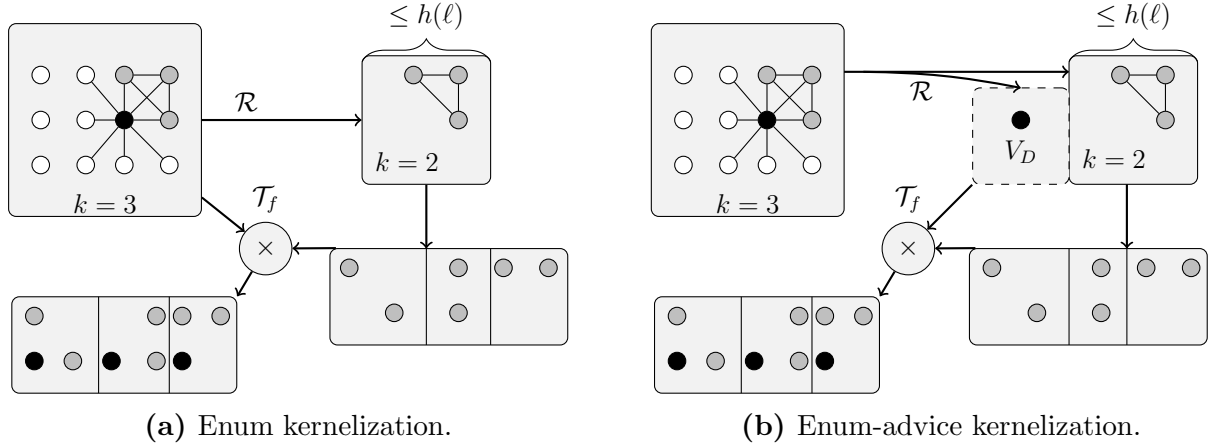 ≤ h(ℓ)
R
k = 2
k = 3
T_f
×
(a) Enum kernelization.
≤ h(ℓ)
R
V_D
k = 2
k = 3
T_f
×
(b) Enum-advice kernelization.